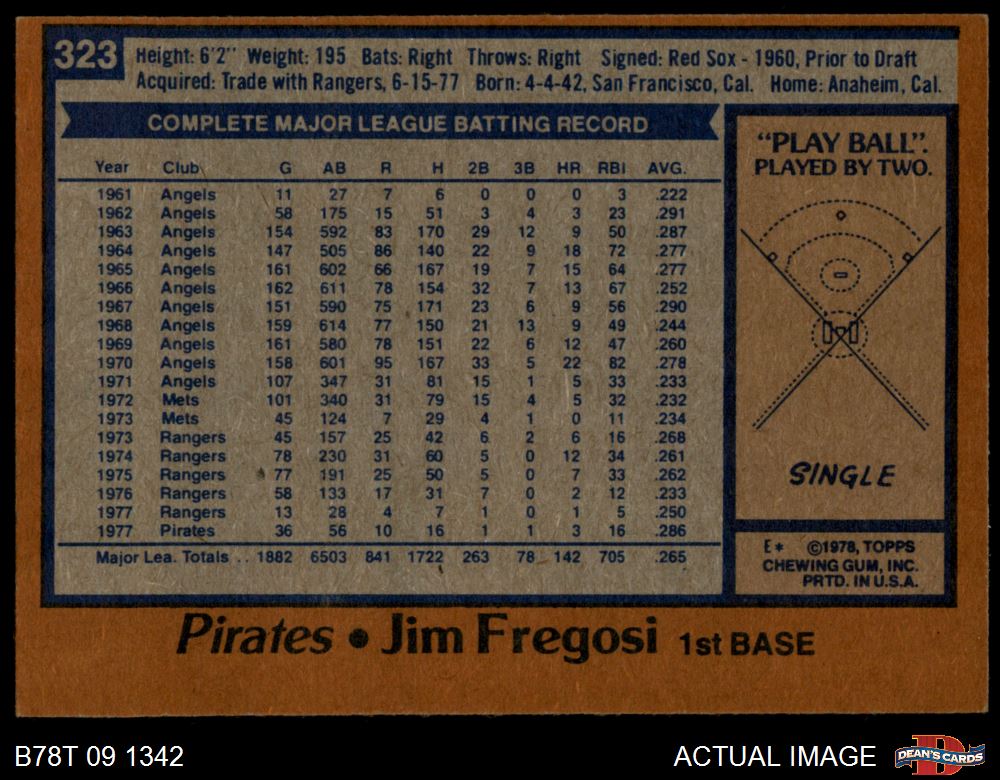 323
Height: 6'2" Weight: 195 Bats: Right Throws: Right Signed: Red Sox - 1960, Prior to Draft
Acquired: Trade with Rangers, 6-15-77 Born: 4-4-42, San Francisco, Cal. Home: Anaheim, Cal.
COMPLETE MAJOR LEAGUE BATTING RECORD
Year Club G AB R H 2B 3B HR RBI AVG.
1961 Angels 11 27 7 6 0 0 0 3 .222
1962 Angels 58 175 15 51 3 4 3 23 .291
1963 Angels 154 592 83 170 29 12 9 50 .287
1964 Angels 147 505 86 140 22 9 18 72 .277
1965 Angels 161 602 66 167 19 7 15 64 .277
1966 Angels 162 611 78 154 32 7 13 67 .252
1967 Angels 151 590 75 171 23 6 9 56 .290
1968 Angels 159 614 77 150 21 13 9 49 .244
1969 Angels 161 580 78 151 22 6 12 47 .260
1970 Angels 158 601 95 167 33 5 22 82 .278
1971 Angels 107 347 31 81 15 1 5 33 .233
1972 Mets 101 340 31 79 15 4 5 32 .232
1973 Mets 45 124 7 29 4 1 0 11 .234
1973 Rangers 45 157 25 42 6 2 6 16 .268
1974 Rangers 78 230 31 60 5 0 12 34 .261
1975 Rangers 77 191 25 50 5 0 7 33 .262
1976 Rangers 58 133 17 31 7 0 2 12 .233
1977 Rangers 13 28 4 7 1 0 1 5 .250
1977 Pirates 36 56 10 16 1 1 3 16 .286
Major Lea. Totals .. 1882 6503 841 1722 263 78 142 705 .265
"PLAY BALL".
PLAYED BY TWO.
SINGLE
E* ©1978, TOPPS
CHEWING GUM, INC.
PRTD. IN U.S.A.
Pirates • Jim Fregosi 1st BASE
B78T 09 1342
ACTUAL IMAGE
D
DEAN'S CARDS